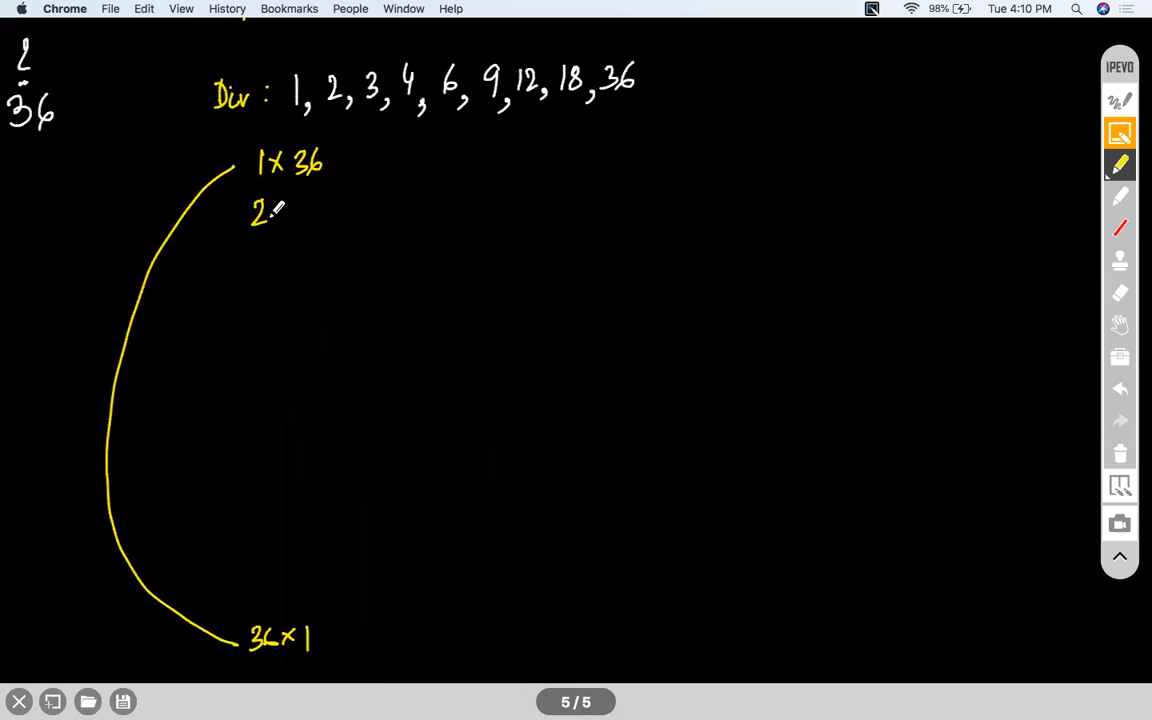 Chrome File Edit View History Bookmarks People Window Help 98% Tue 4:10 PM
IPEVO
2
36
Div : 1, 2, 3, 4, 6, 9, 12, 18, 36
1 × 36
2
36 × 1
5 / 5